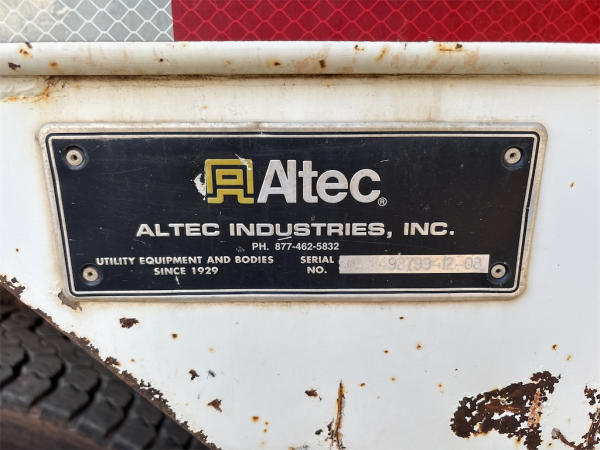 Altec®
ALTEC INDUSTRIES, INC.
PH. 877-462-5832
UTILITY EQUIPMENT AND BODIES
SINCE 1929
SERIAL
NO.